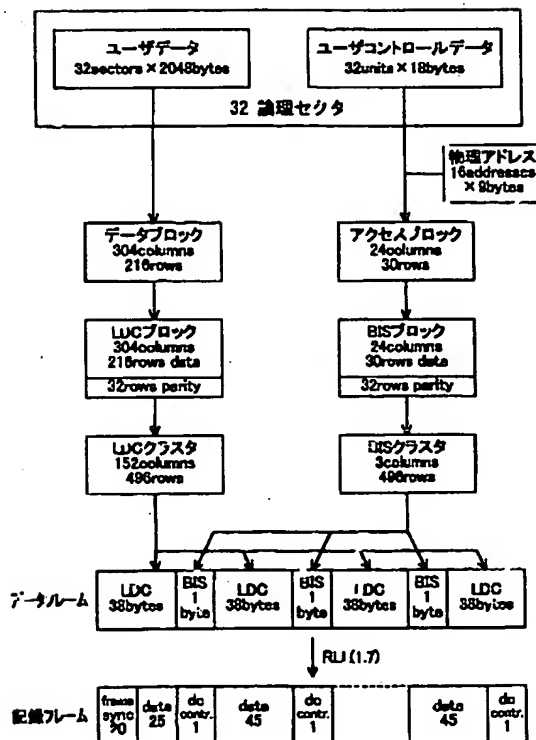 ユーザデータ
32sectors×2048bytes
ユーザコントロールデータ
32units×18bytes
32 論理セクタ
物理アドレス
16addresses
×9bytes
データブロック
304columns
216rows
アクセスブロック
24columns
30rows
LDCブロック
304columns
216rows data
32rows parity
BISブロック
24columns
30rows data
32rows parity
LDCクラスタ
152columns
496rows
BISクラスタ
3columns
496rows
データルーム
LDC
38bytes
BIS
1
byte
LDC
38bytes
BIS
1
byte
LDC
38bytes
BIS
1
byte
LDC
38bytes
RLL(1.7)
記録フレーム
frame
sync
20
data
25
dc
contr.
1
data
45
dc
contr.
1
data
45
dc
contr.
1